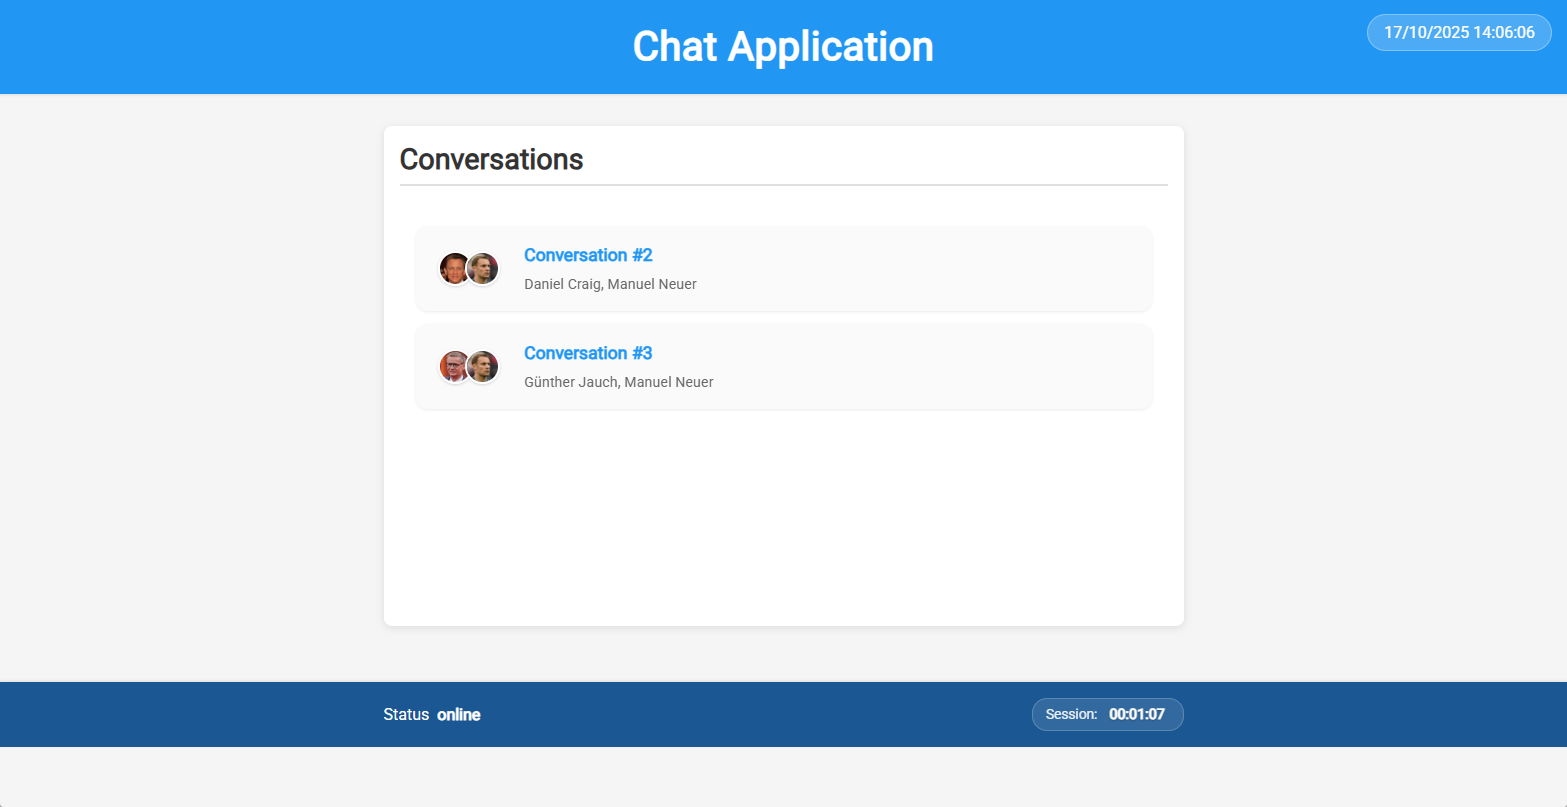 Chat Application
17/10/2025 14:06:06
Conversations
Conversation #2
Daniel Craig, Manuel Neuer
Conversation #3
Günther Jauch, Manuel Neuer
Status online
Session: 00:01:07